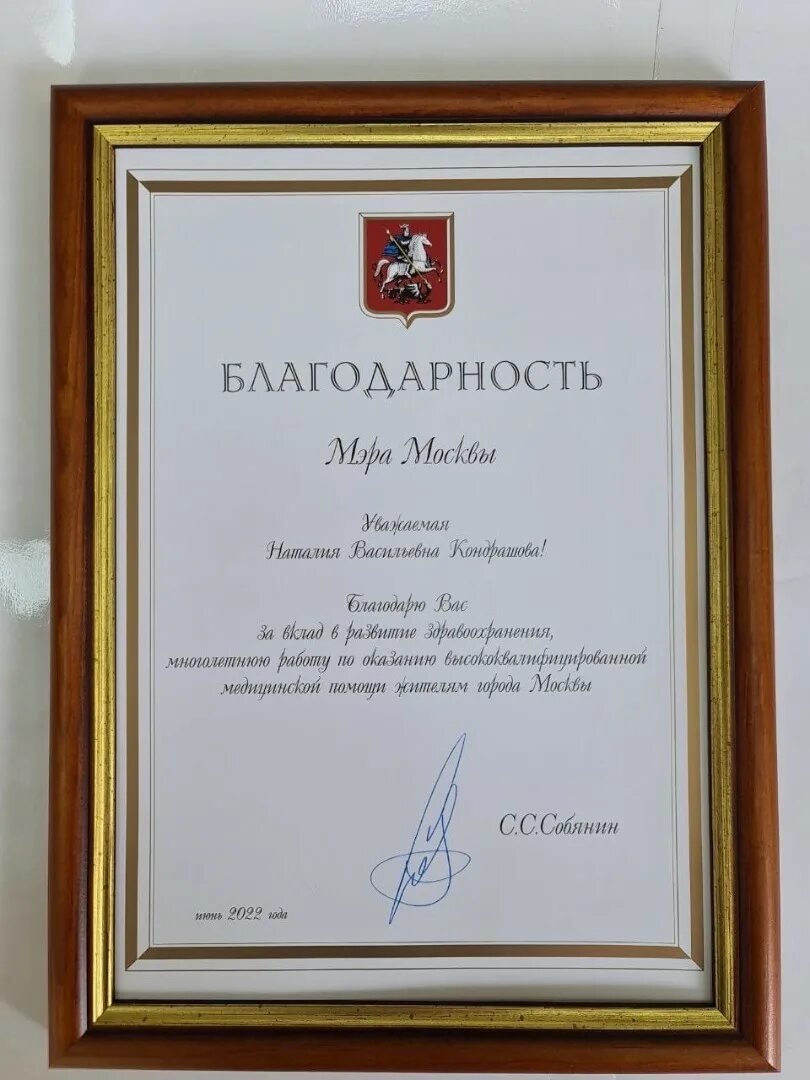 БЛАГОДАРНОСТЬ
Мэра Москвы
Уважаемая
Наталия Васильевна Кондрашова!
Благодарю Вас
за вклад в развитие здравоохранения,
многолетнюю работу по оказанию высококвалифицированной
медицинской помощи жителям города Москвы
С.С.Собянин
июнь 2022 года